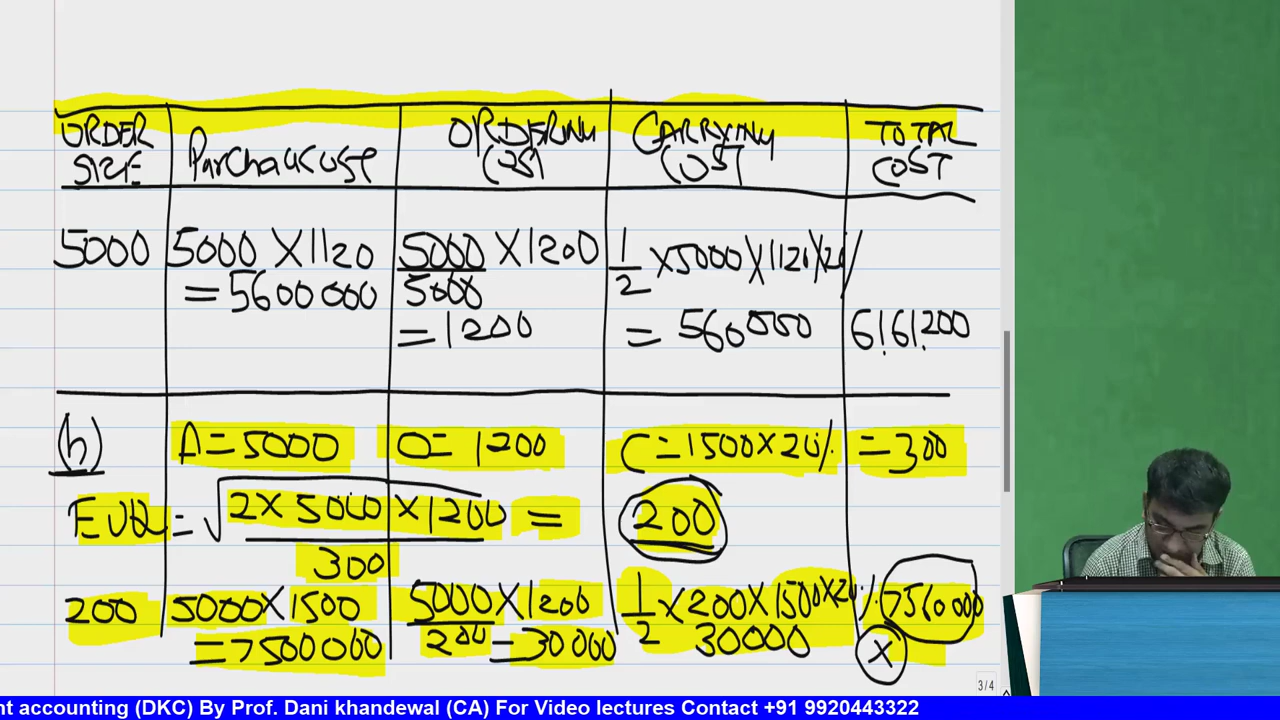 ORDER SIZE | Purchase cost | ORDERING COST | CARRYING COST | TOTAL COST
5000 | 5000 X 1120 | 5000/5000 X 1200 | 1/2 X 5000 X 1120 X 20%
= 5600000 | = 1200 | = 560000 | 6161200
(h) A = 5000 O = 1200 C = 1500 X 20% = 300
EOQ = √(2 X 5000 X 1200 / 300) = 200
200 | 5000 X 1500 | 5000/200 X 1200 | 1/2 X 200 X 1500 X 20% | 7560000
= 7500000 | = 30000 | 30000 | X
3/4
nt accounting (DKC) By Prof. Dani khandewal (CA) For Video lectures Contact +91 9920443322